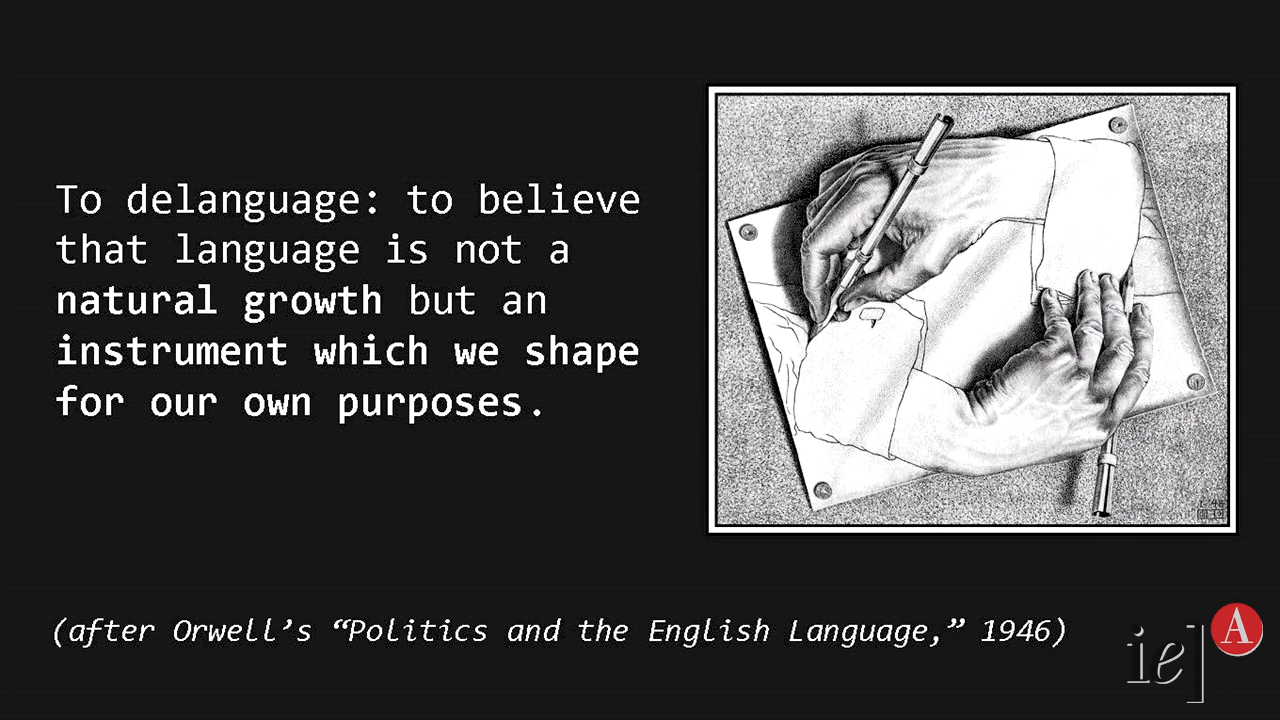 To delanguage: to believe
that language is not a
natural growth but an
instrument which we shape
for our own purposes.
(after Orwell’s “Politics and the English Language,” 1946)
ie]
A